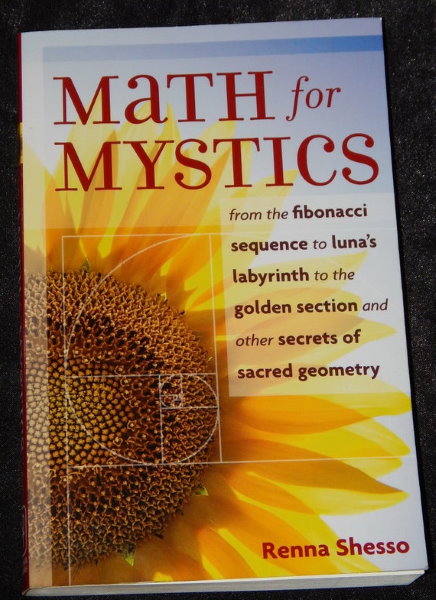 MaTH for
MYSTICS
from the fibonacci
sequence to luna's
labyrinth to the
golden section and
other secrets of
sacred geometry
Renna Shesso